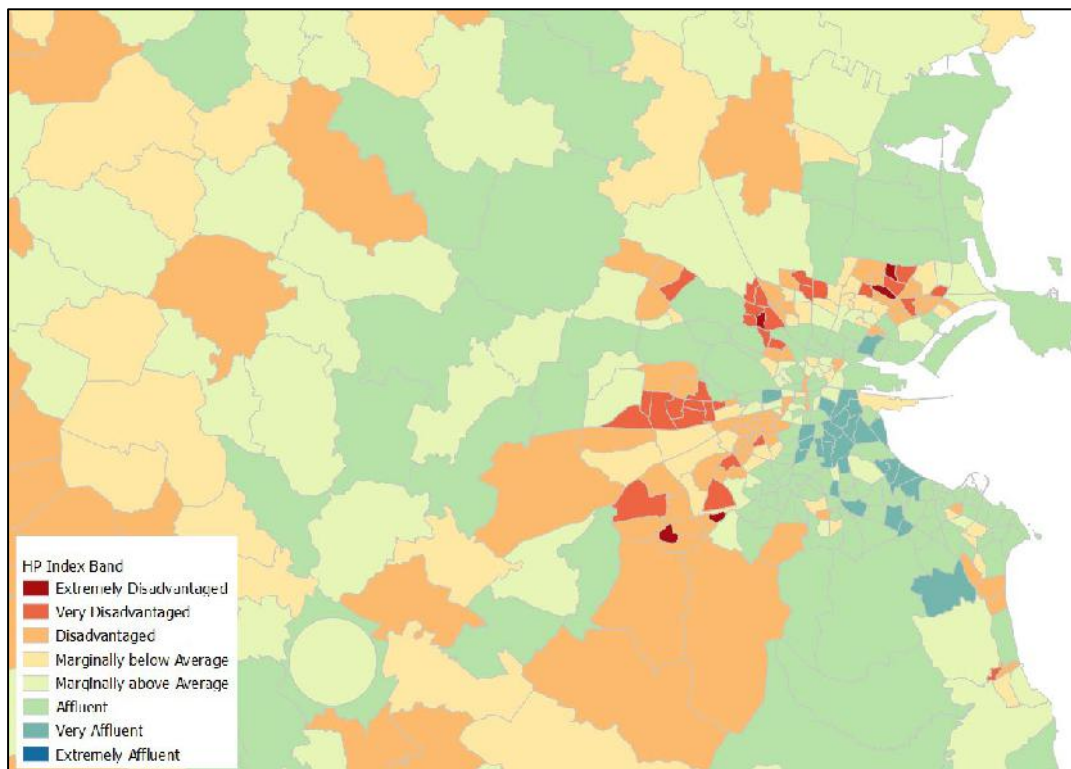 HP Index Band
Extremely Disadvantaged
Very Disadvantaged
Disadvantaged
Marginally below Average
Marginally above Average
Affluent
Very Affluent
Extremely Affluent